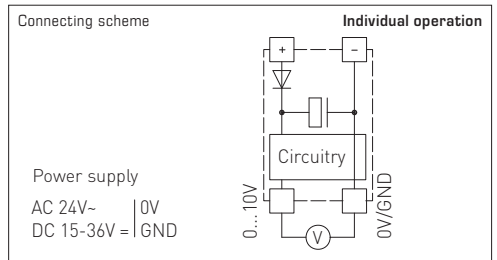 Connecting scheme
Individual operation
+
–
Circuitry
Power supply
AC 24V~ | 0V
DC 15-36V = | GND
0...10V
0V/GND
V